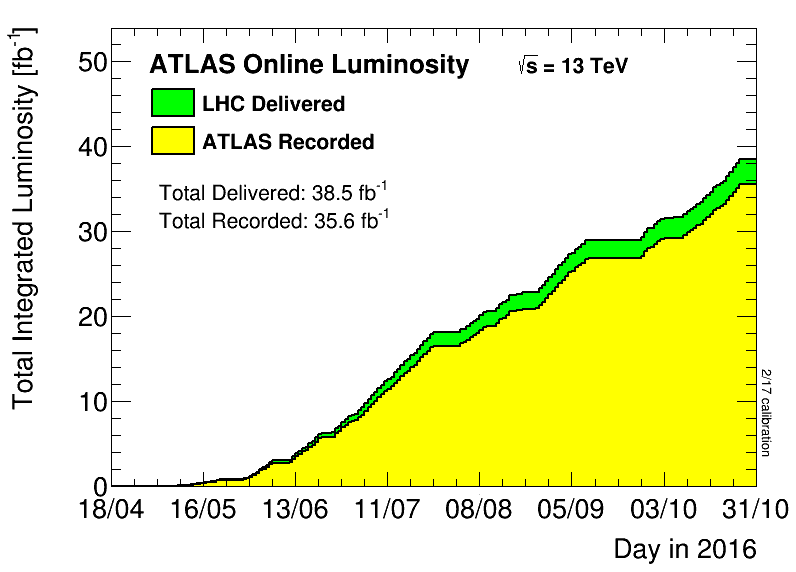 Total Integrated Luminosity [fb⁻¹]
ATLAS Online Luminosity √s = 13 TeV
LHC Delivered
ATLAS Recorded
Total Delivered: 38.5 fb⁻¹
Total Recorded: 35.6 fb⁻¹
50
40
30
20
10
0
18/04 16/05 13/06 11/07 08/08 05/09 03/10 31/10
Day in 2016
2/17 calibration